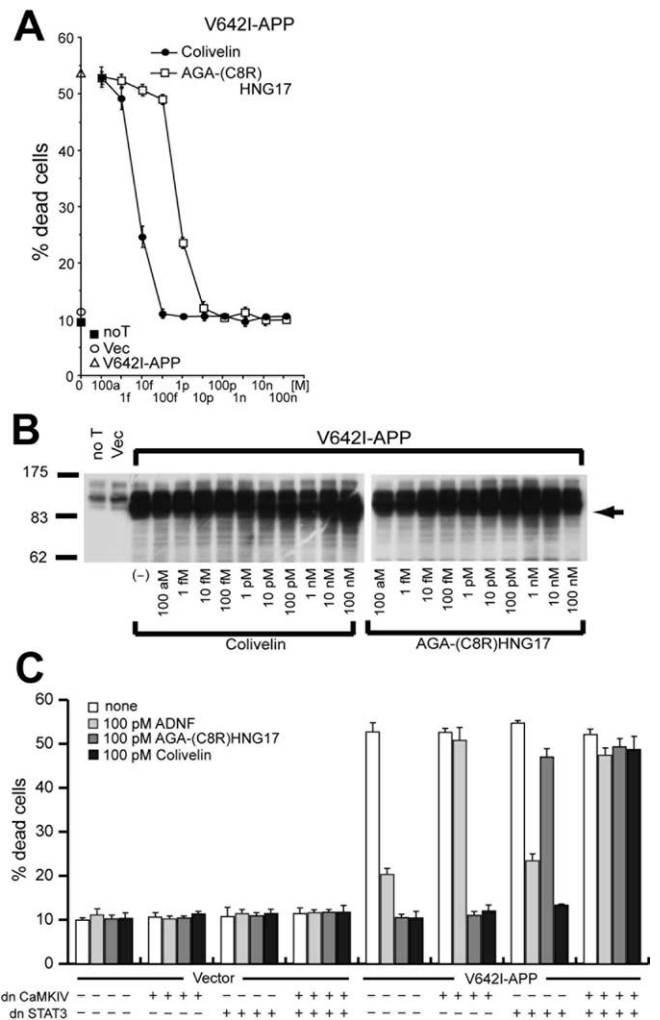 A
V642I-APP
Colivelin
AGA-(C8R)
HNG17
60
50
40
30
20
10
0
% dead cells
noT
Vec
V642I-APP
0 100a 10f 1p 100p 10n [M]
1f 100f 10p 1n 100n
B
no T
Vec
V642I-APP
175
83
62
(–) 100 aM 1 fM 10 fM 100 fM 1 pM 10 pM 100 pM 1 nM 10 nM 100 nM
100 aM 1 fM 10 fM 100 fM 1 pM 10 pM 100 pM 1 nM 10 nM 100 nM
Colivelin
AGA-(C8R)HNG17
C
60
50
40
30
20
10
0
% dead cells
none
100 pM ADNF
100 pM AGA-(C8R)HNG17
100 pM Colivelin
Vector
V642I-APP
dn CaMKIV – – – – + + + + – – – – + + + + – – – – + + + + – – – – + + + +
dn STAT3 – – – – – – – – + + + + + + + + – – – – – – – – + + + + + + + +